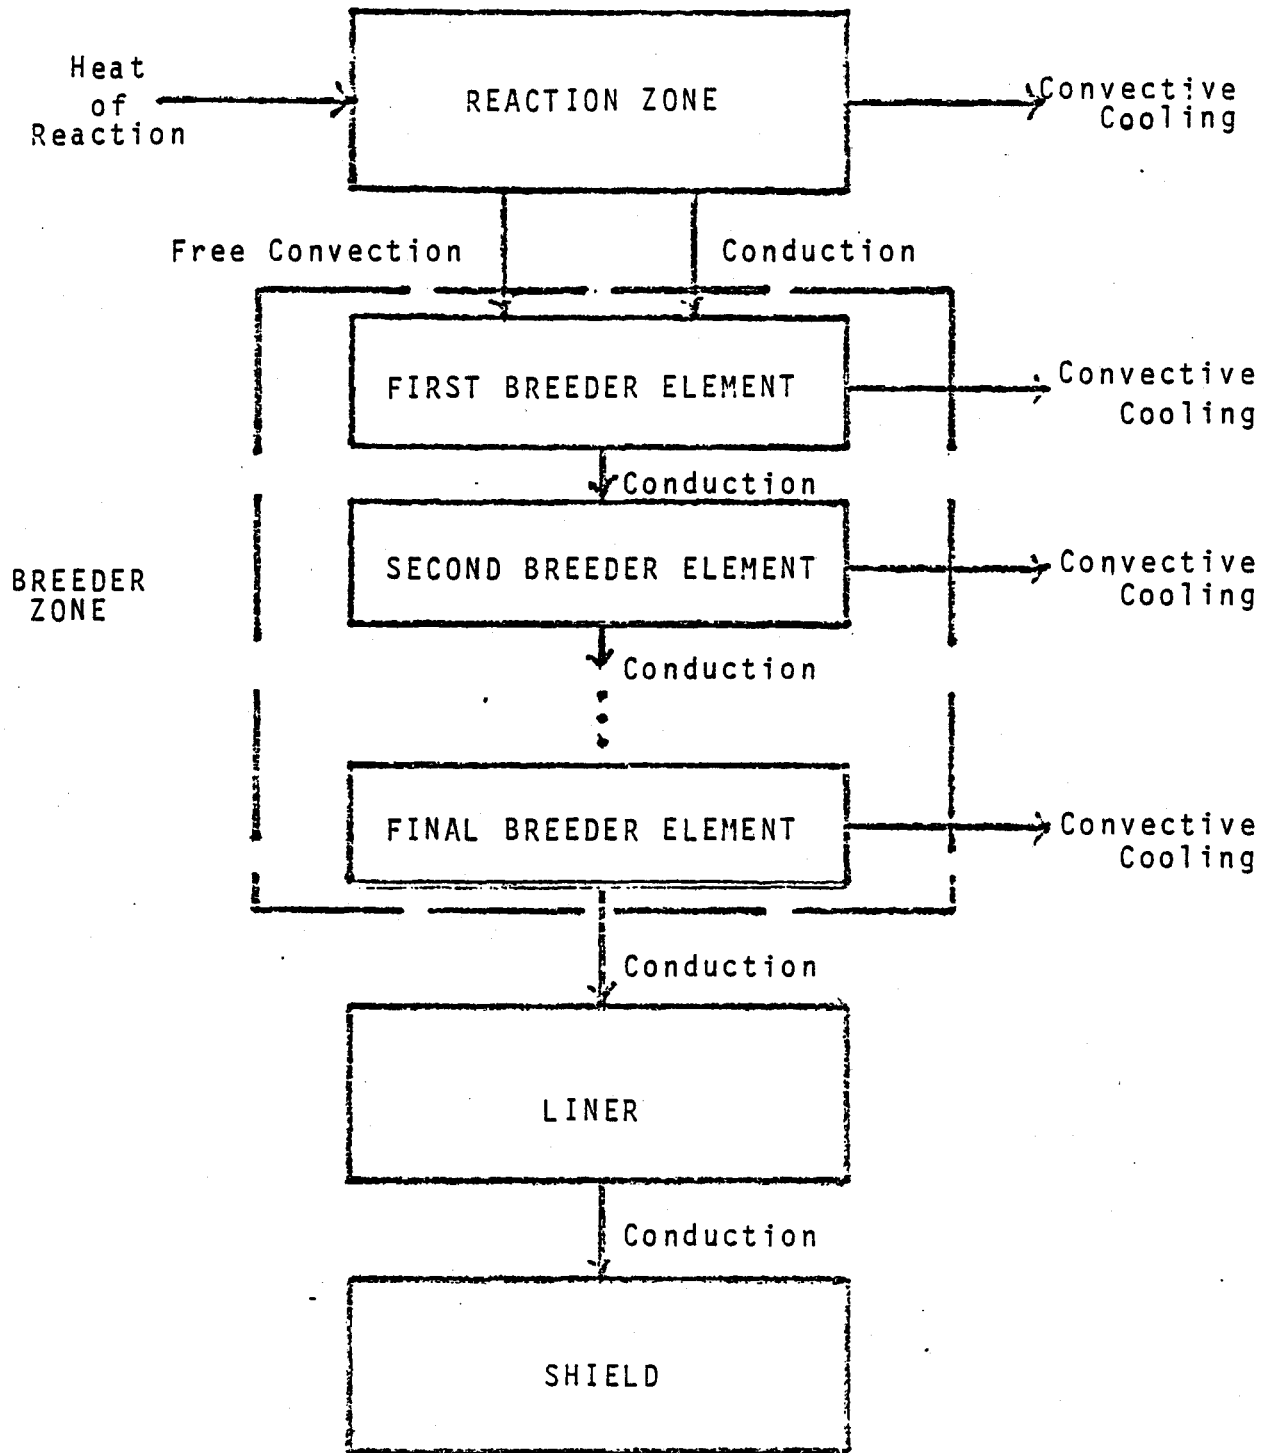 Heat
of
Reaction
REACTION ZONE
Convective
Cooling
Free Convection
Conduction
FIRST BREEDER ELEMENT
Convective
Cooling
Conduction
BREEDER
ZONE
SECOND BREEDER ELEMENT
Convective
Cooling
Conduction
FINAL BREEDER ELEMENT
Convective
Cooling
Conduction
LINER
Conduction
SHIELD